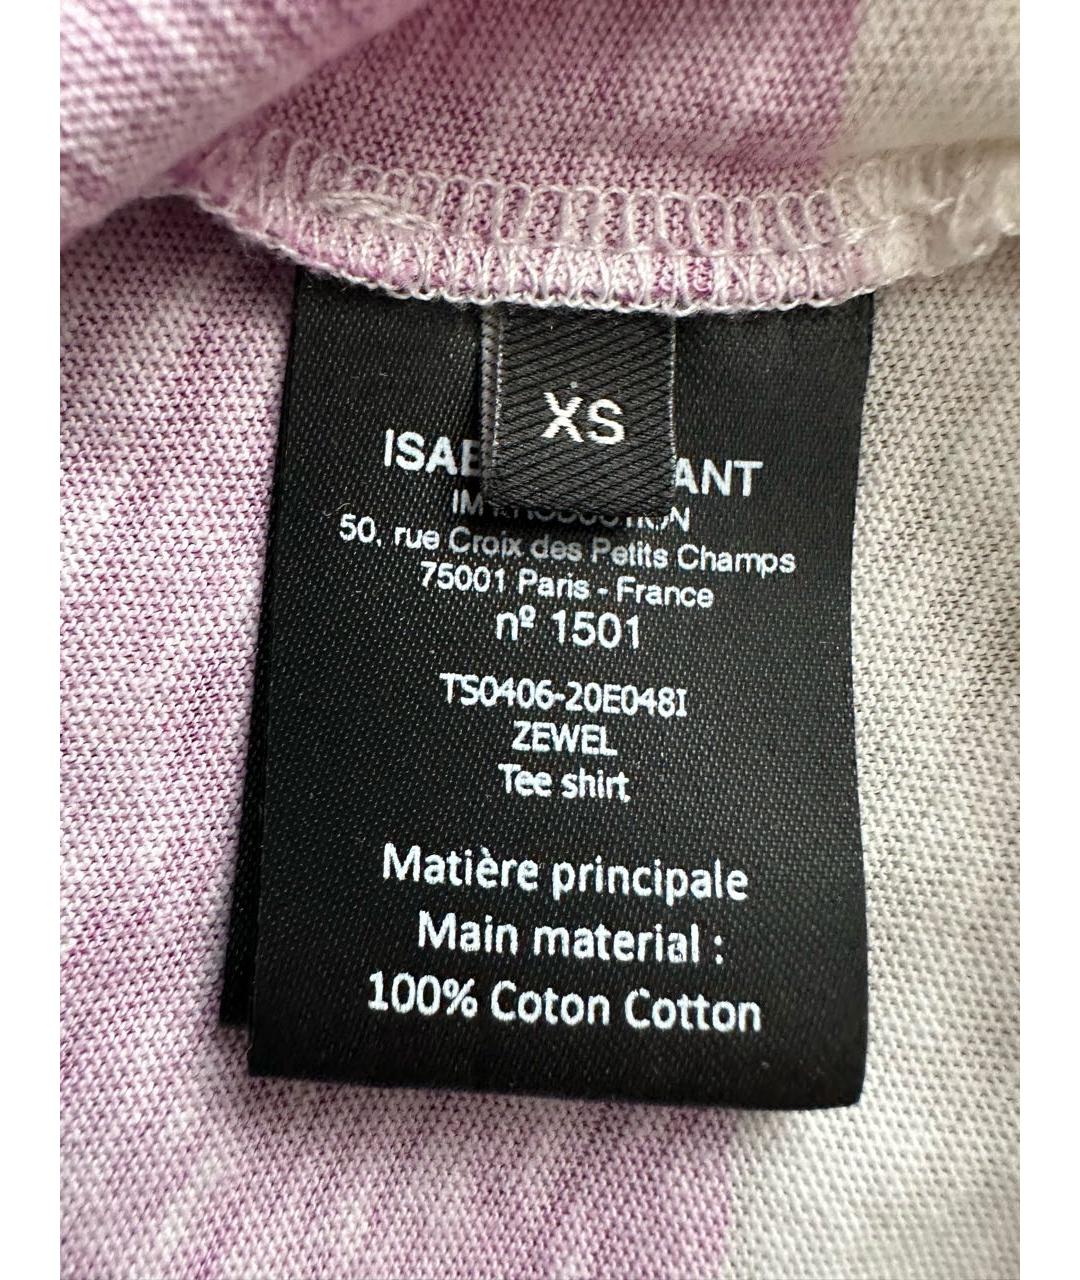 XS
ISAB ANT
50, rue Croix des Petits Champs
75001 Paris - France
nº 1501
TS0406-20E048I
ZEWEL
Tee shirt
Matière principale
Main material :
100% Coton Cotton